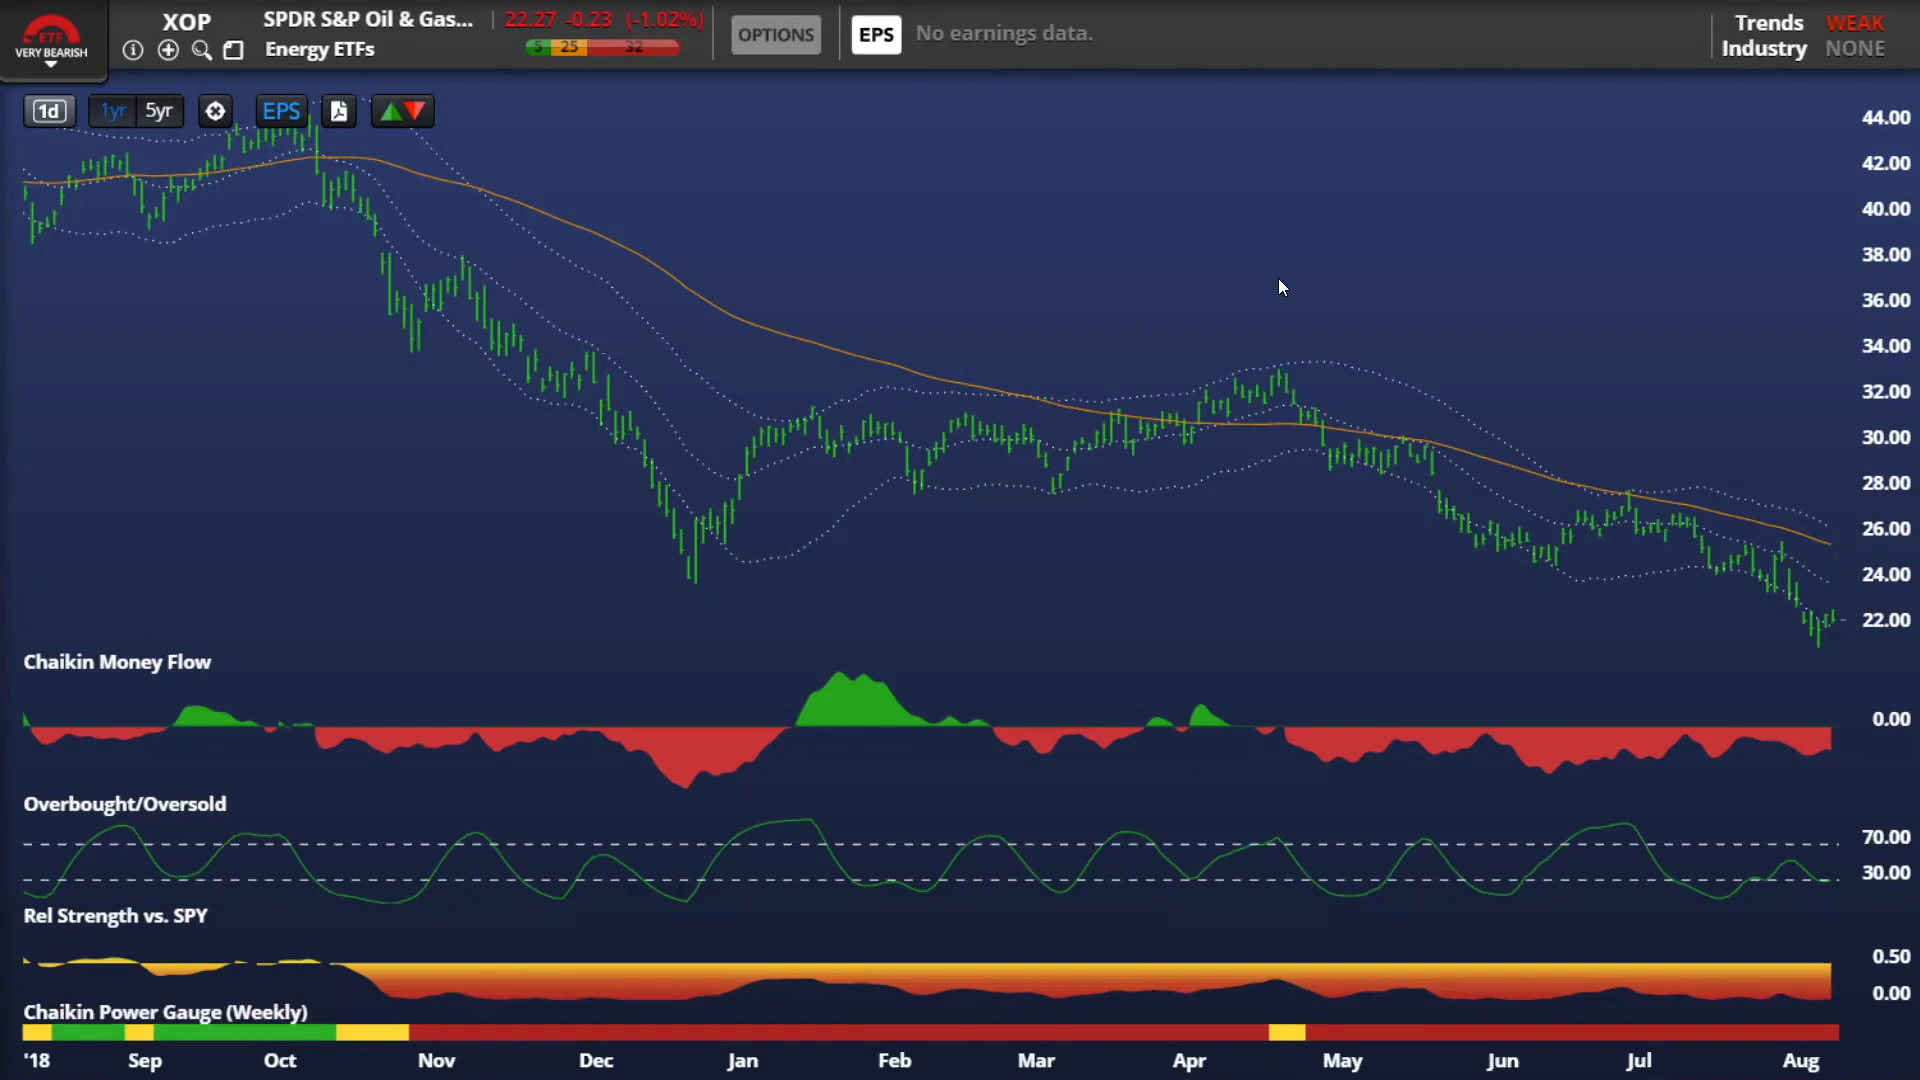 ETF
VERY BEARISH
XOP
SPDR S&P Oil & Gas...
22.27 -0.23 (-1.02%)
Energy ETFs
5 25 32
OPTIONS
EPS
No earnings data.
Trends WEAK
Industry NONE
1d 1yr 5yr EPS
44.00
42.00
40.00
38.00
36.00
34.00
32.00
30.00
28.00
26.00
24.00
22.00
Chaikin Money Flow
0.00
Overbought/Oversold
70.00
30.00
Rel Strength vs. SPY
0.50
0.00
Chaikin Power Gauge (Weekly)
'18 Sep Oct Nov Dec Jan Feb Mar Apr May Jun Jul Aug